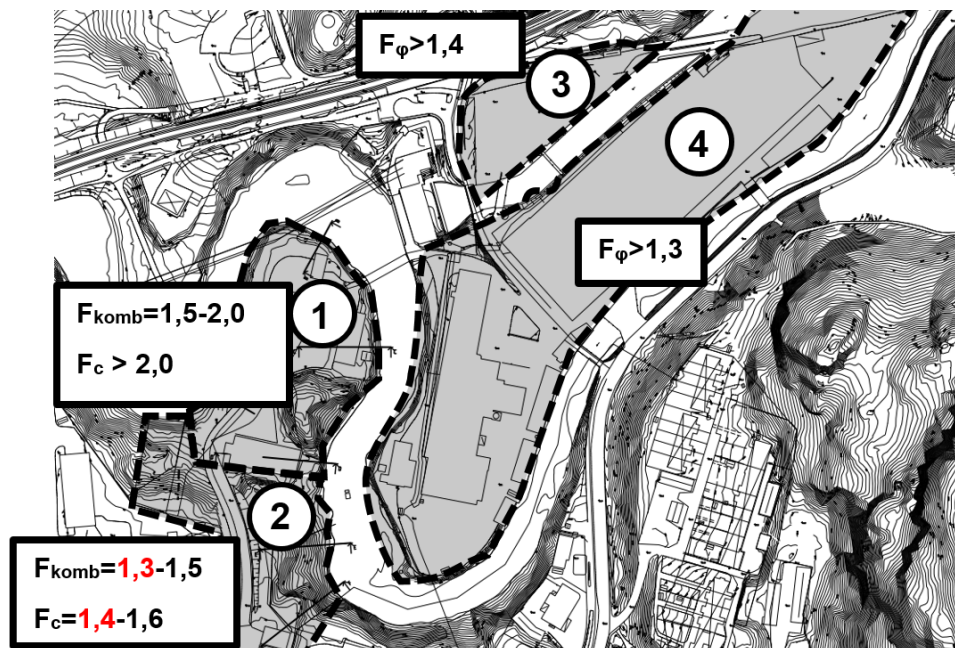 Fφ>1,4
3
4
Fφ>1,3
Fkomb=1,5-2,0
Fc > 2,0
1
2
Fkomb=1,3-1,5
Fc=1,4-1,6